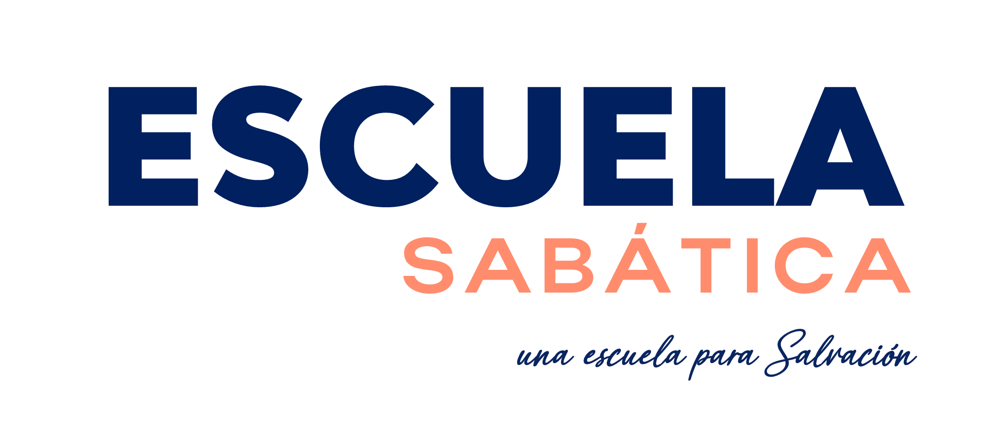 ESCUELA
SABÁTICA
una escuela para Salvación